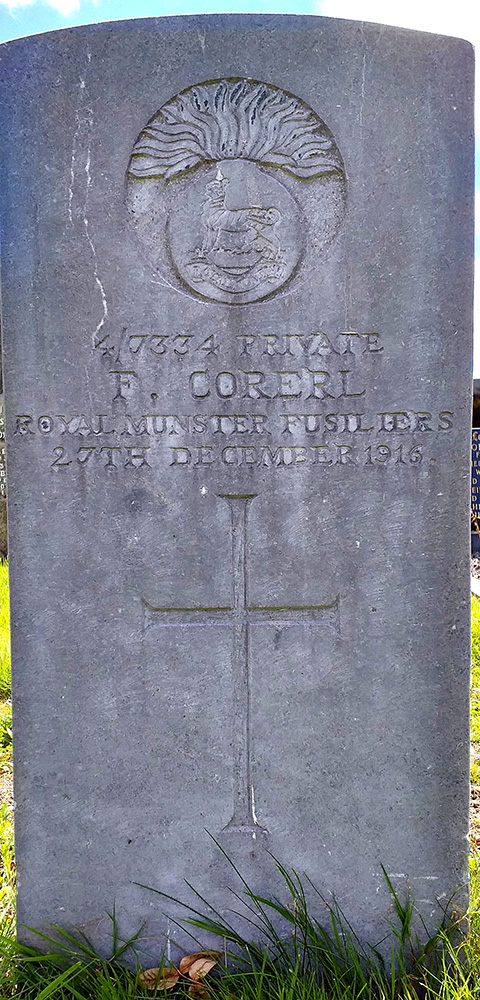 4/7334 PRIVATE
F. CORERL
ROYAL MUNSTER FUSILIERS
27TH DECEMBER 1916.